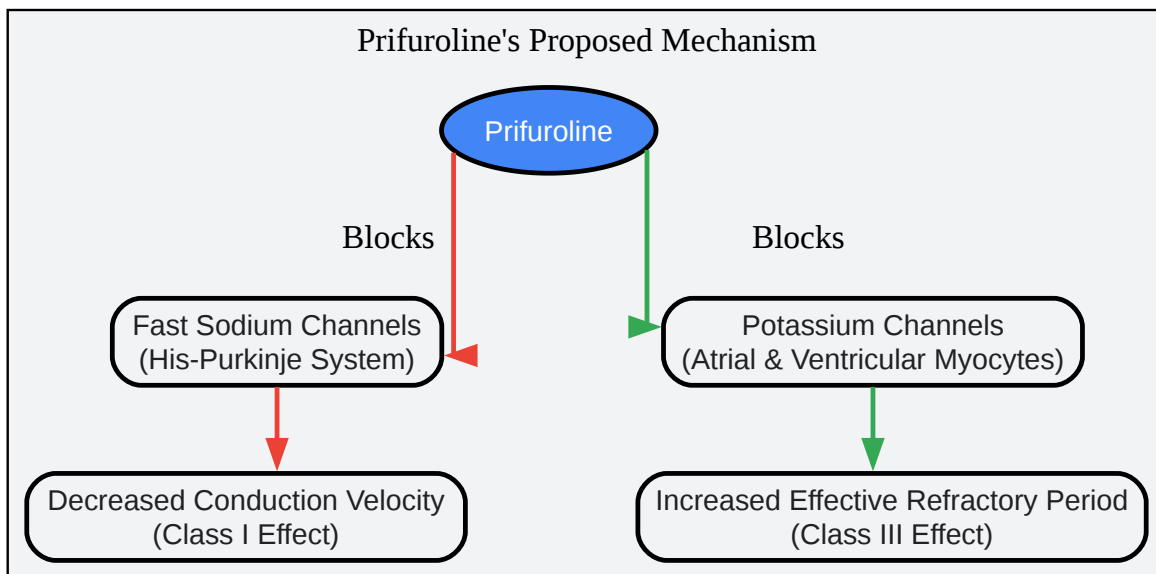 Prifuroline's Proposed Mechanism
Prifuroline
Blocks
Blocks
Fast Sodium Channels
(His-Purkinje System)
Potassium Channels
(Atrial & Ventricular Myocytes)
Decreased Conduction Velocity
(Class I Effect)
Increased Effective Refractory Period
(Class III Effect)